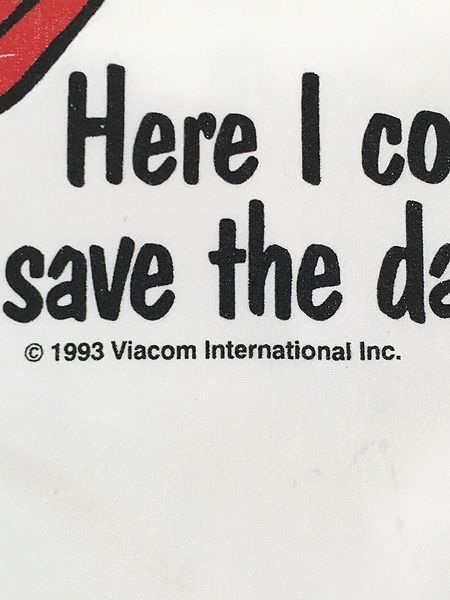 Here I co
save the da
© 1993 Viacom International Inc.